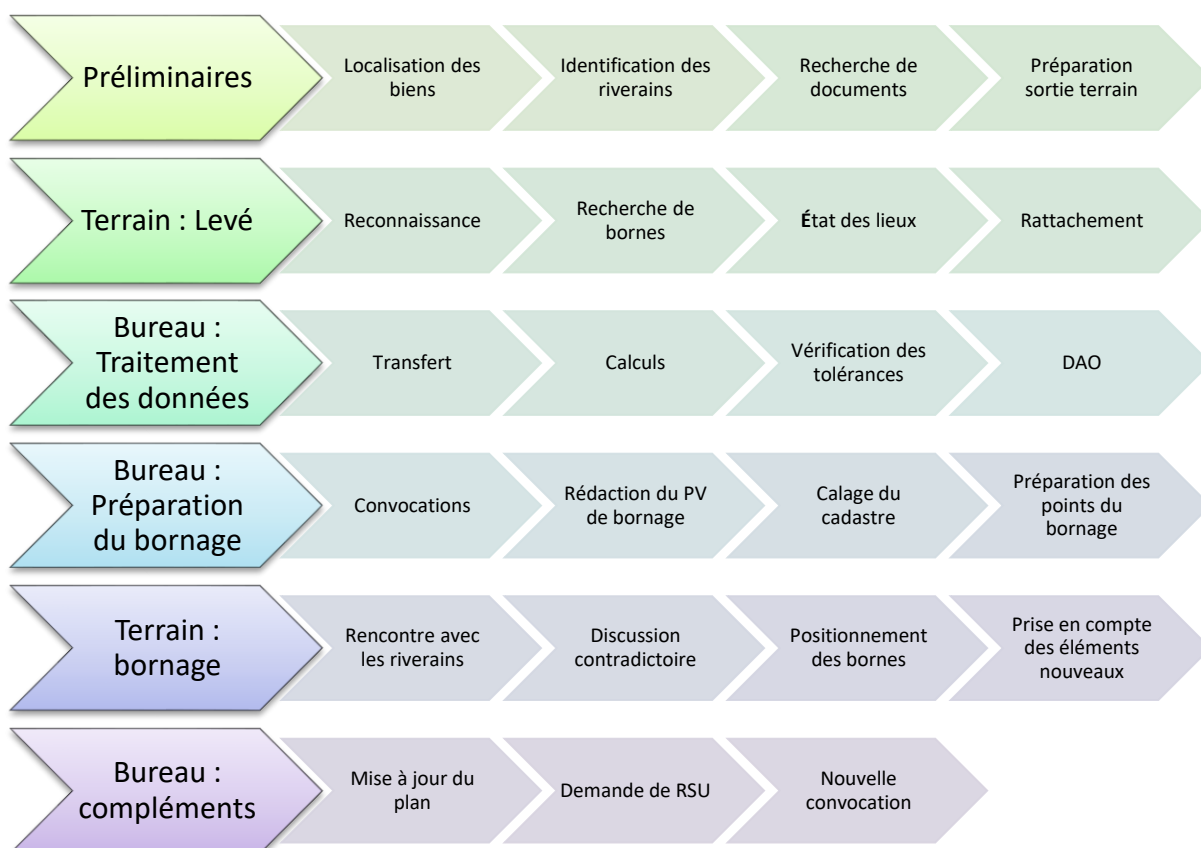 Préliminaires
Localisation des
biens
Identification des
riverains
Recherche de
documents
Préparation
sortie terrain
Terrain : Levé
Reconnaissance
Recherche de
bornes
État des lieux
Rattachement
Bureau :
Traitement
des données
Transfert
Calculs
Vérification des
tolérances
DAO
Bureau :
Préparation
du bornage
Convocations
Rédaction du PV
de bornage
Calage du
cadastre
Préparation des
points du
bornage
Terrain :
bornage
Rencontre avec
les riverains
Discussion
contradictoire
Positionnement
des bornes
Prise en compte
des éléments
nouveaux
Bureau :
compléments
Mise à jour du
plan
Demande de RSU
Nouvelle
convocation